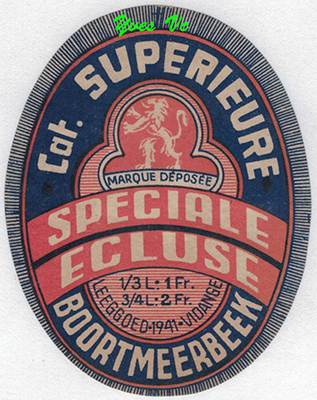 Yves Vc
Cat. SUPERIEURE
MARQUE DÉPOSÉE
SPECIALE
ECLUSE
1/3 L: 1 Fr.
3/4 L: 2 Fr.
LEEGGOED-1941-VIDANGE
BOORTMEERBEEK